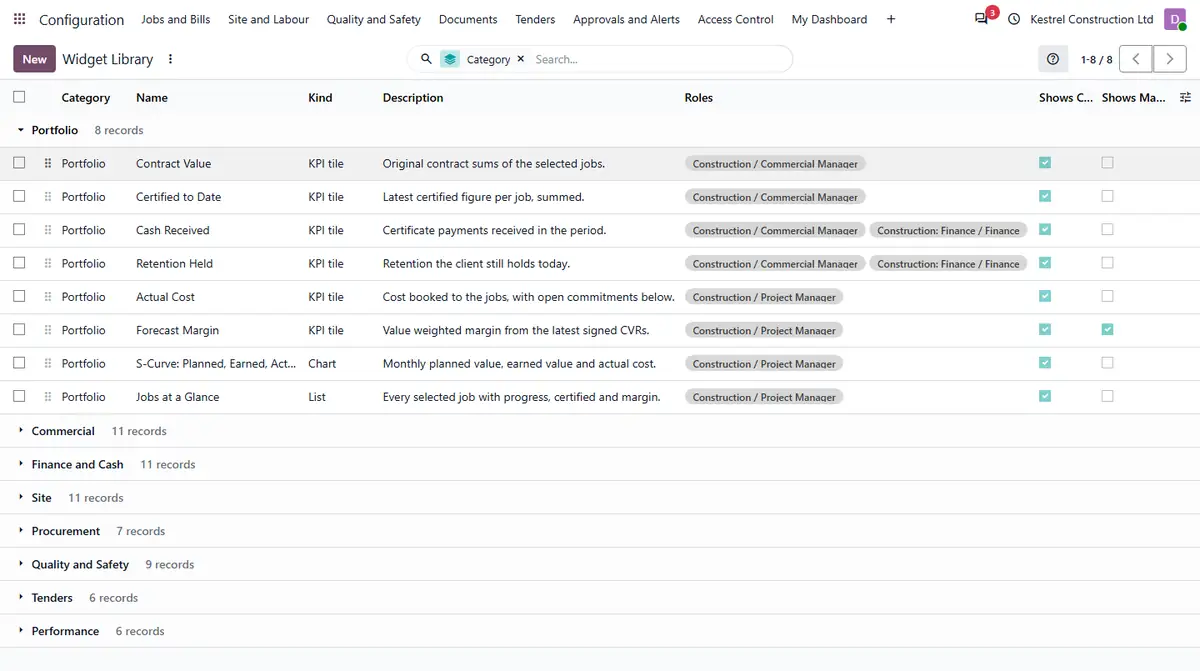 Configuration Jobs and Bills Site and Labour Quality and Safety Documents Tenders Approvals and Alerts Access Control My Dashboard + 3 Kestrel Construction Ltd D
New Widget Library Category × Search... 1-8 / 8
Category Name Kind Description Roles Shows C... Shows Ma...
Portfolio 8 records
Portfolio Contract Value KPI tile Original contract sums of the selected jobs. Construction / Commercial Manager
Portfolio Certified to Date KPI tile Latest certified figure per job, summed. Construction / Commercial Manager
Portfolio Cash Received KPI tile Certificate payments received in the period. Construction / Commercial Manager Construction: Finance / Finance
Portfolio Retention Held KPI tile Retention the client still holds today. Construction / Commercial Manager Construction: Finance / Finance
Portfolio Actual Cost KPI tile Cost booked to the jobs, with open commitments below. Construction / Project Manager
Portfolio Forecast Margin KPI tile Value weighted margin from the latest signed CVRs. Construction / Project Manager
Portfolio S-Curve: Planned, Earned, Act... Chart Monthly planned value, earned value and actual cost. Construction / Project Manager
Portfolio Jobs at a Glance List Every selected job with progress, certified and margin. Construction / Project Manager
Commercial 11 records
Finance and Cash 11 records
Site 11 records
Procurement 7 records
Quality and Safety 9 records
Tenders 6 records
Performance 6 records